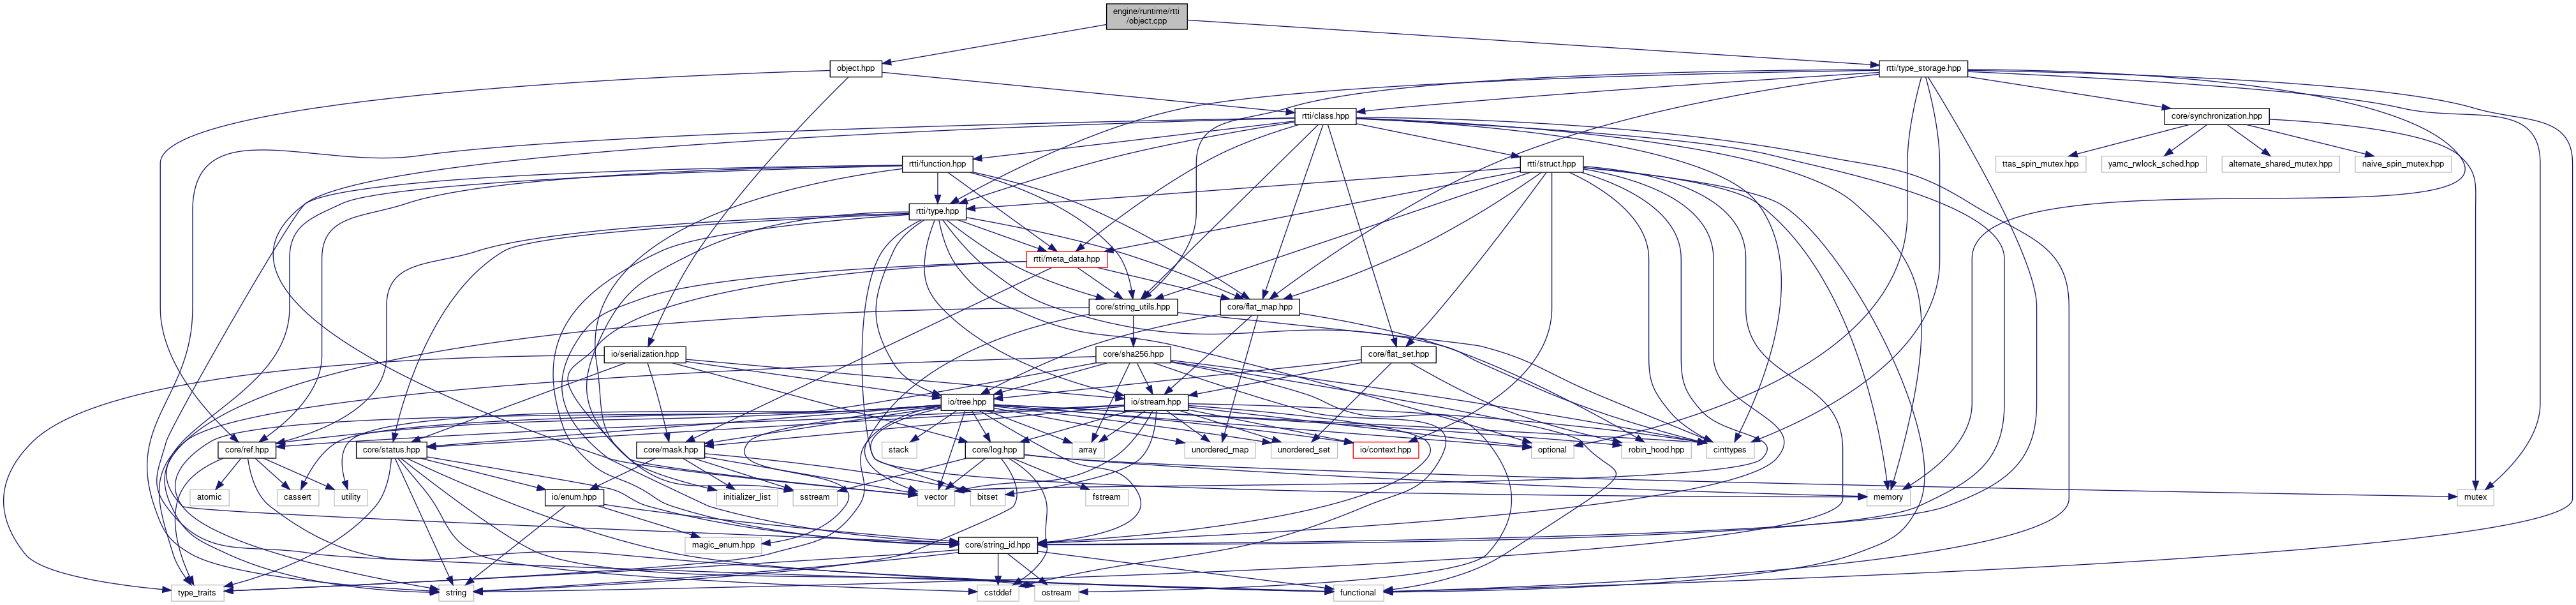 engine/runtime/rtti
/object.cpp
object.hpp
rtti/type_storage.hpp
rtti/class.hpp
core/synchronization.hpp
rtti/function.hpp
rtti/struct.hpp
ttas_spin_mutex.hpp
yamc_rwlock_sched.hpp
alternate_shared_mutex.hpp
naive_spin_mutex.hpp
rtti/type.hpp
rtti/meta_data.hpp
core/string_utils.hpp
core/flat_map.hpp
io/serialization.hpp
core/sha256.hpp
core/flat_set.hpp
io/tree.hpp
io/stream.hpp
core/ref.hpp
core/status.hpp
core/mask.hpp
stack
core/log.hpp
array
unordered_map
unordered_set
io/context.hpp
optional
robin_hood.hpp
cinttypes
atomic
cassert
utility
io/enum.hpp
initializer_list
sstream
vector
bitset
fstream
memory
mutex
magic_enum.hpp
core/string_id.hpp
type_traits
string
cstddef
ostream
functional